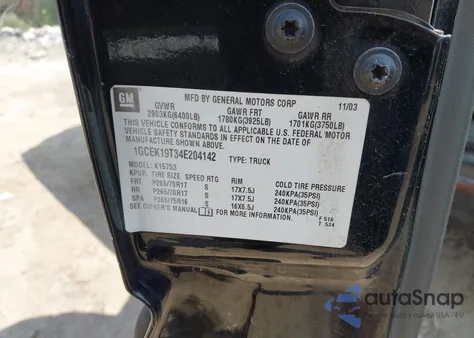 GM
MFD BY GENERAL MOTORS CORP 11/03
GVWR GAWR FRT GAWR RR
2903KG(6400LB) 1780KG(3925LB) 1701KG(3750LB)
THIS VEHICLE CONFORMS TO ALL APPLICABLE U.S. FEDERAL MOTOR
VEHICLE SAFETY STANDARDS IN EFFECT ON THE DATE OF
MANUFACTURE SHOWN ABOVE.
1GCEK19T34E204142 TYPE: TRUCK
MODEL: K15753
KPUR TIRE SIZE SPEED RTG RIM COLD TIRE PRESSURE
FRT P265/70R17 S 17X7.5J 240KPA(35PSI)
RR P265/70R17 S 17X7.5J 240KPA(35PSI)
SPA P265/75R16 S 16X6.5J 240KPA(35PSI)
SEE OWNER'S MANUAL FOR MORE INFORMATION. F 516
T 524
autoSnap